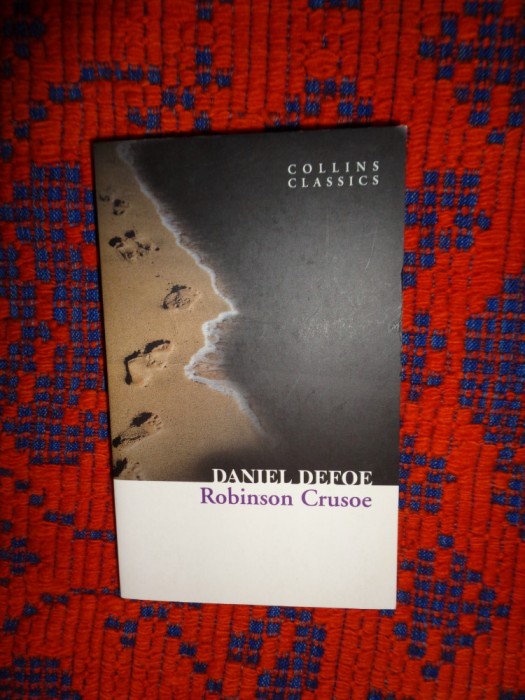 COLLINS
CLASSICS
DANIEL DEFOE
Robinson Crusoe